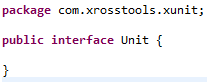 package com.xrosstools.xunit;
public interface Unit {
}